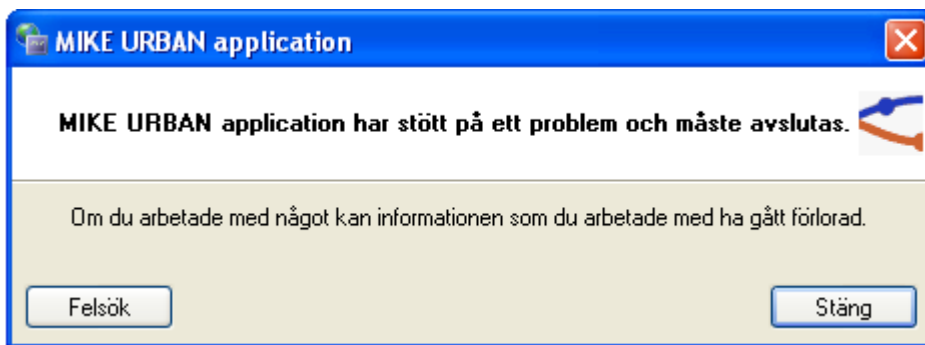 MIKE URBAN application
MIKE URBAN application har stött på ett problem och måste avslutas.
Om du arbetade med något kan informationen som du arbetade med ha gått förlorad.
Felsök
Stäng